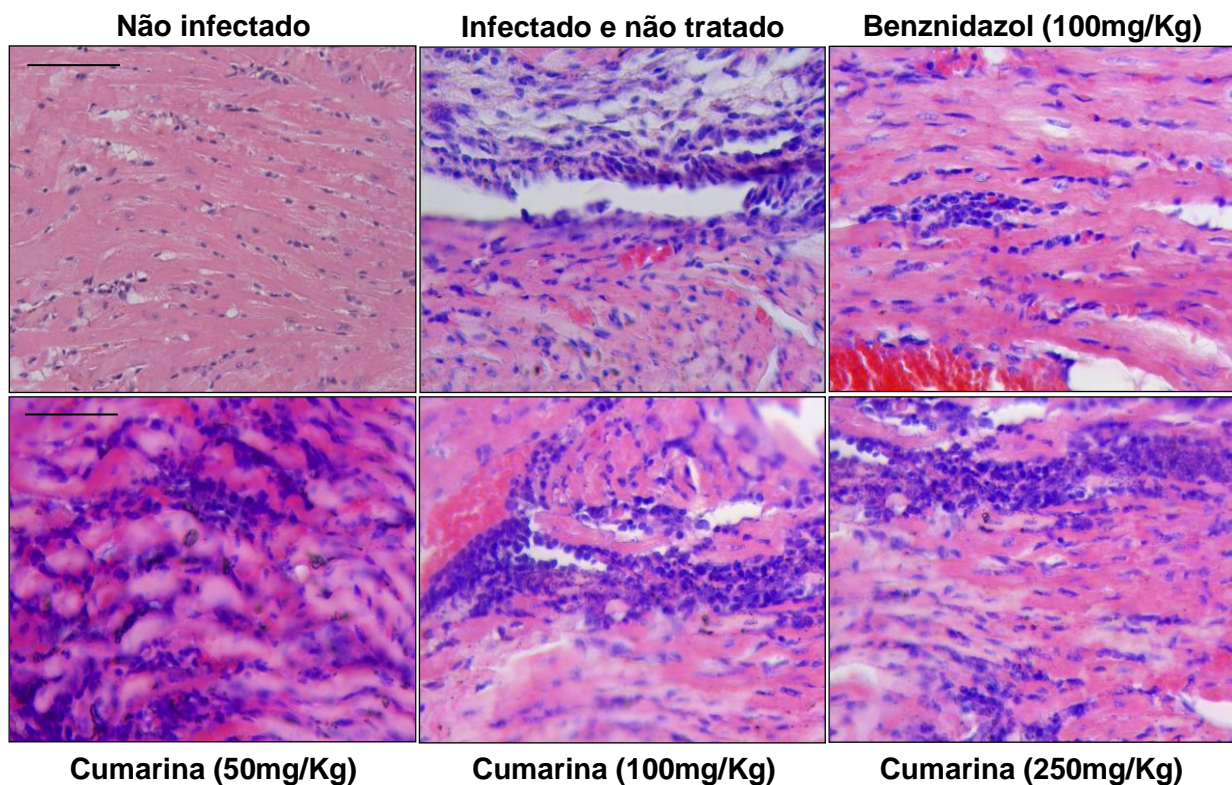 Não infectado
Infectado e não tratado
Benznidazol (100mg/Kg)
Cumarina (50mg/Kg)
Cumarina (100mg/Kg)
Cumarina (250mg/Kg)